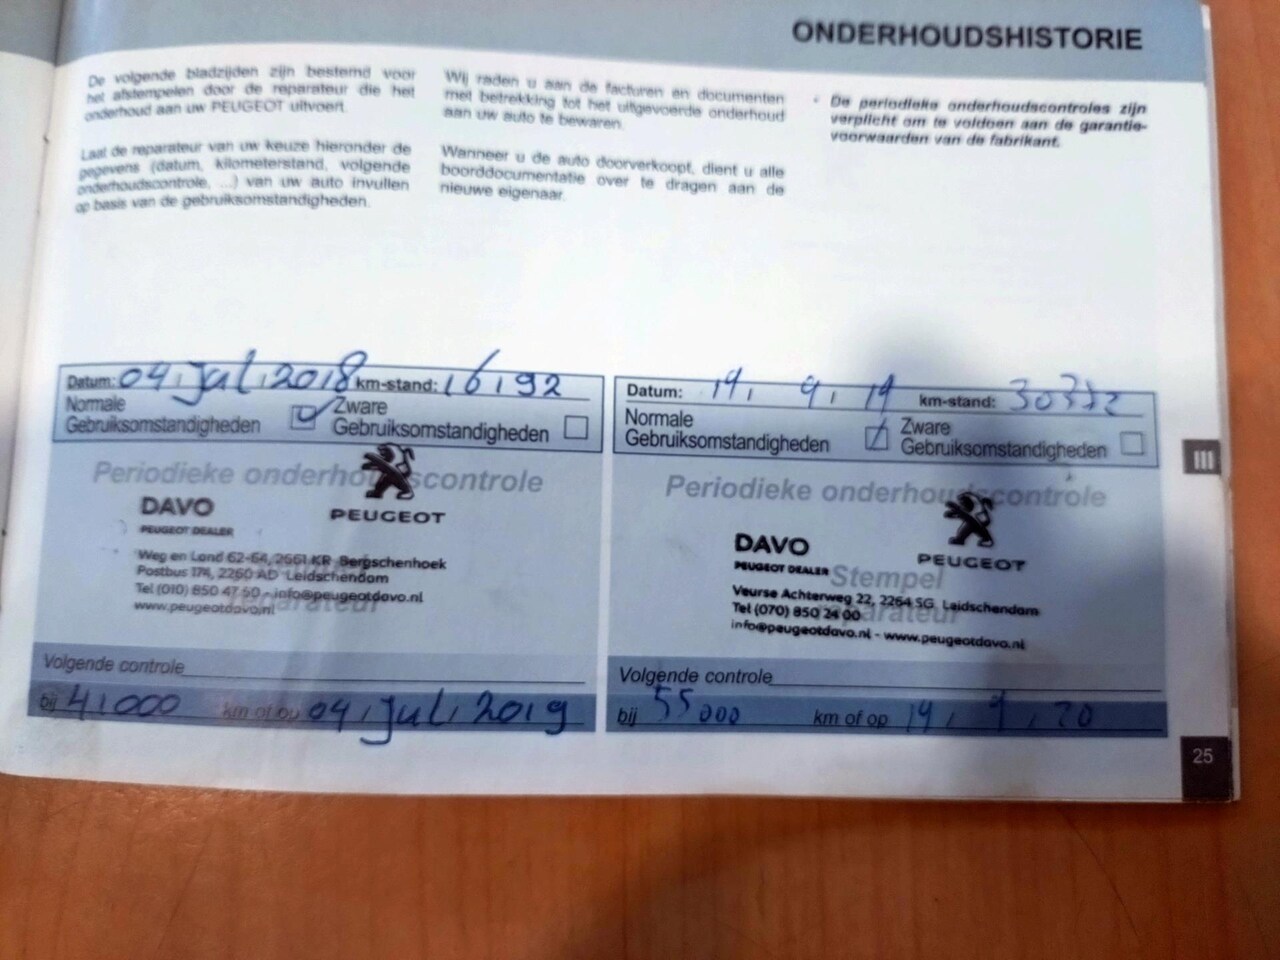 ONDERHOUDSHISTORIE
De volgende bladzijden zijn bestemd voor
het afstempelen door de reparateur die het
onderhoud aan uw PEUGEOT uitvoert.
Laat de reparateur van uw keuze hieronder de
gegevens (datum, kilometerstand, volgende
onderhoudscontrole, ...) van uw auto invullen
op basis van de gebruiksomstandigheden.
Wij raden u aan de facturen en documenten
met betrekking tot het uitgevoerde onderhoud
aan uw auto te bewaren.
Wanneer u de auto doorverkoopt, dient u alle
boorddocumentatie over te dragen aan de
nieuwe eigenaar.
* De periodieke onderhoudscontroles zijn
verplicht om te voldoen aan de garantie-
voorwaarden van de fabrikant.
Datum: 04, jul, 2018 km-stand: 16192
Normale
Gebruiksomstandigheden
Zware
Gebruiksomstandigheden
Periodieke onderhoudscontrole
DAVO
PEUGEOT DEALER
PEUGEOT
Weg en Land 62-64, 2661 KR Bergschenhoek
Postbus 174, 2260 AD Leidschendam
Tel (010) 850 47 50 - info@peugeotdavo.nl
www.peugeotdavo.nl
reparateur
Volgende controle
bij 41000 km of op 04, jul, 2019
Datum: 19, 9, 19 km-stand: 30372
Normale
Gebruiksomstandigheden
Zware
Gebruiksomstandigheden
Periodieke onderhoudscontrole
DAVO
PEUGEOT DEALER
PEUGEOT
Stempel
reparateur
Veurse Achterweg 22, 2264 SG Leidschendam
Tel (070) 850 24 00
info@peugeotdavo.nl - www.peugeotdavo.nl
Volgende controle
bij 55000 km of op 19, 9, 20
III
25